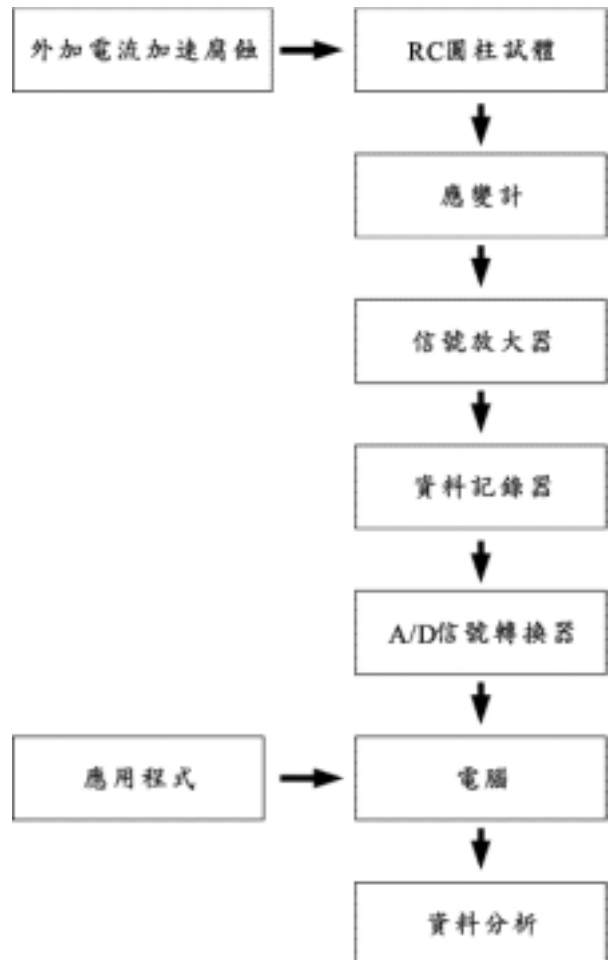 外加電流加速腐蝕
RC圓柱試體
應變計
信號放大器
資料記錄器
A/D信號轉換器
應用程式
電腦
資料分析